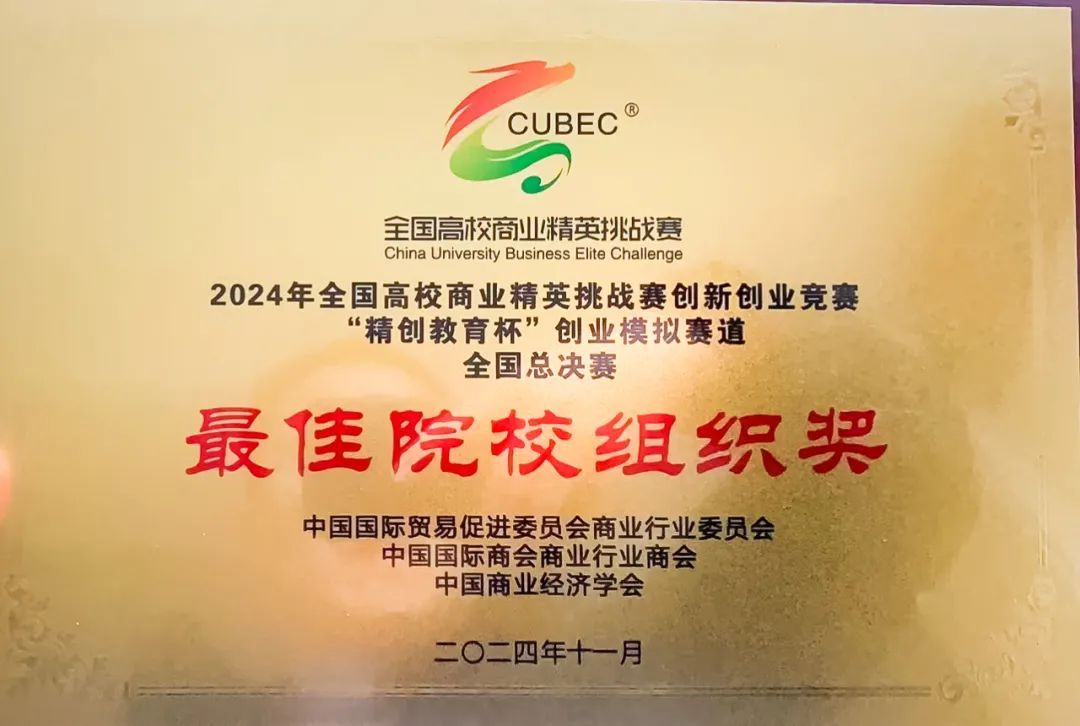 CUBEC®
全国高校商业精英挑战赛
China University Business Elite Challenge
2024年全国高校商业精英挑战赛创新创业竞赛
“精创教育杯”创业模拟赛道
全国总决赛
最佳院校组织奖
中国国际贸易促进委员会商业行业委员会
中国国际商会商业行业商会
中国商业经济学会
二〇二四年十一月